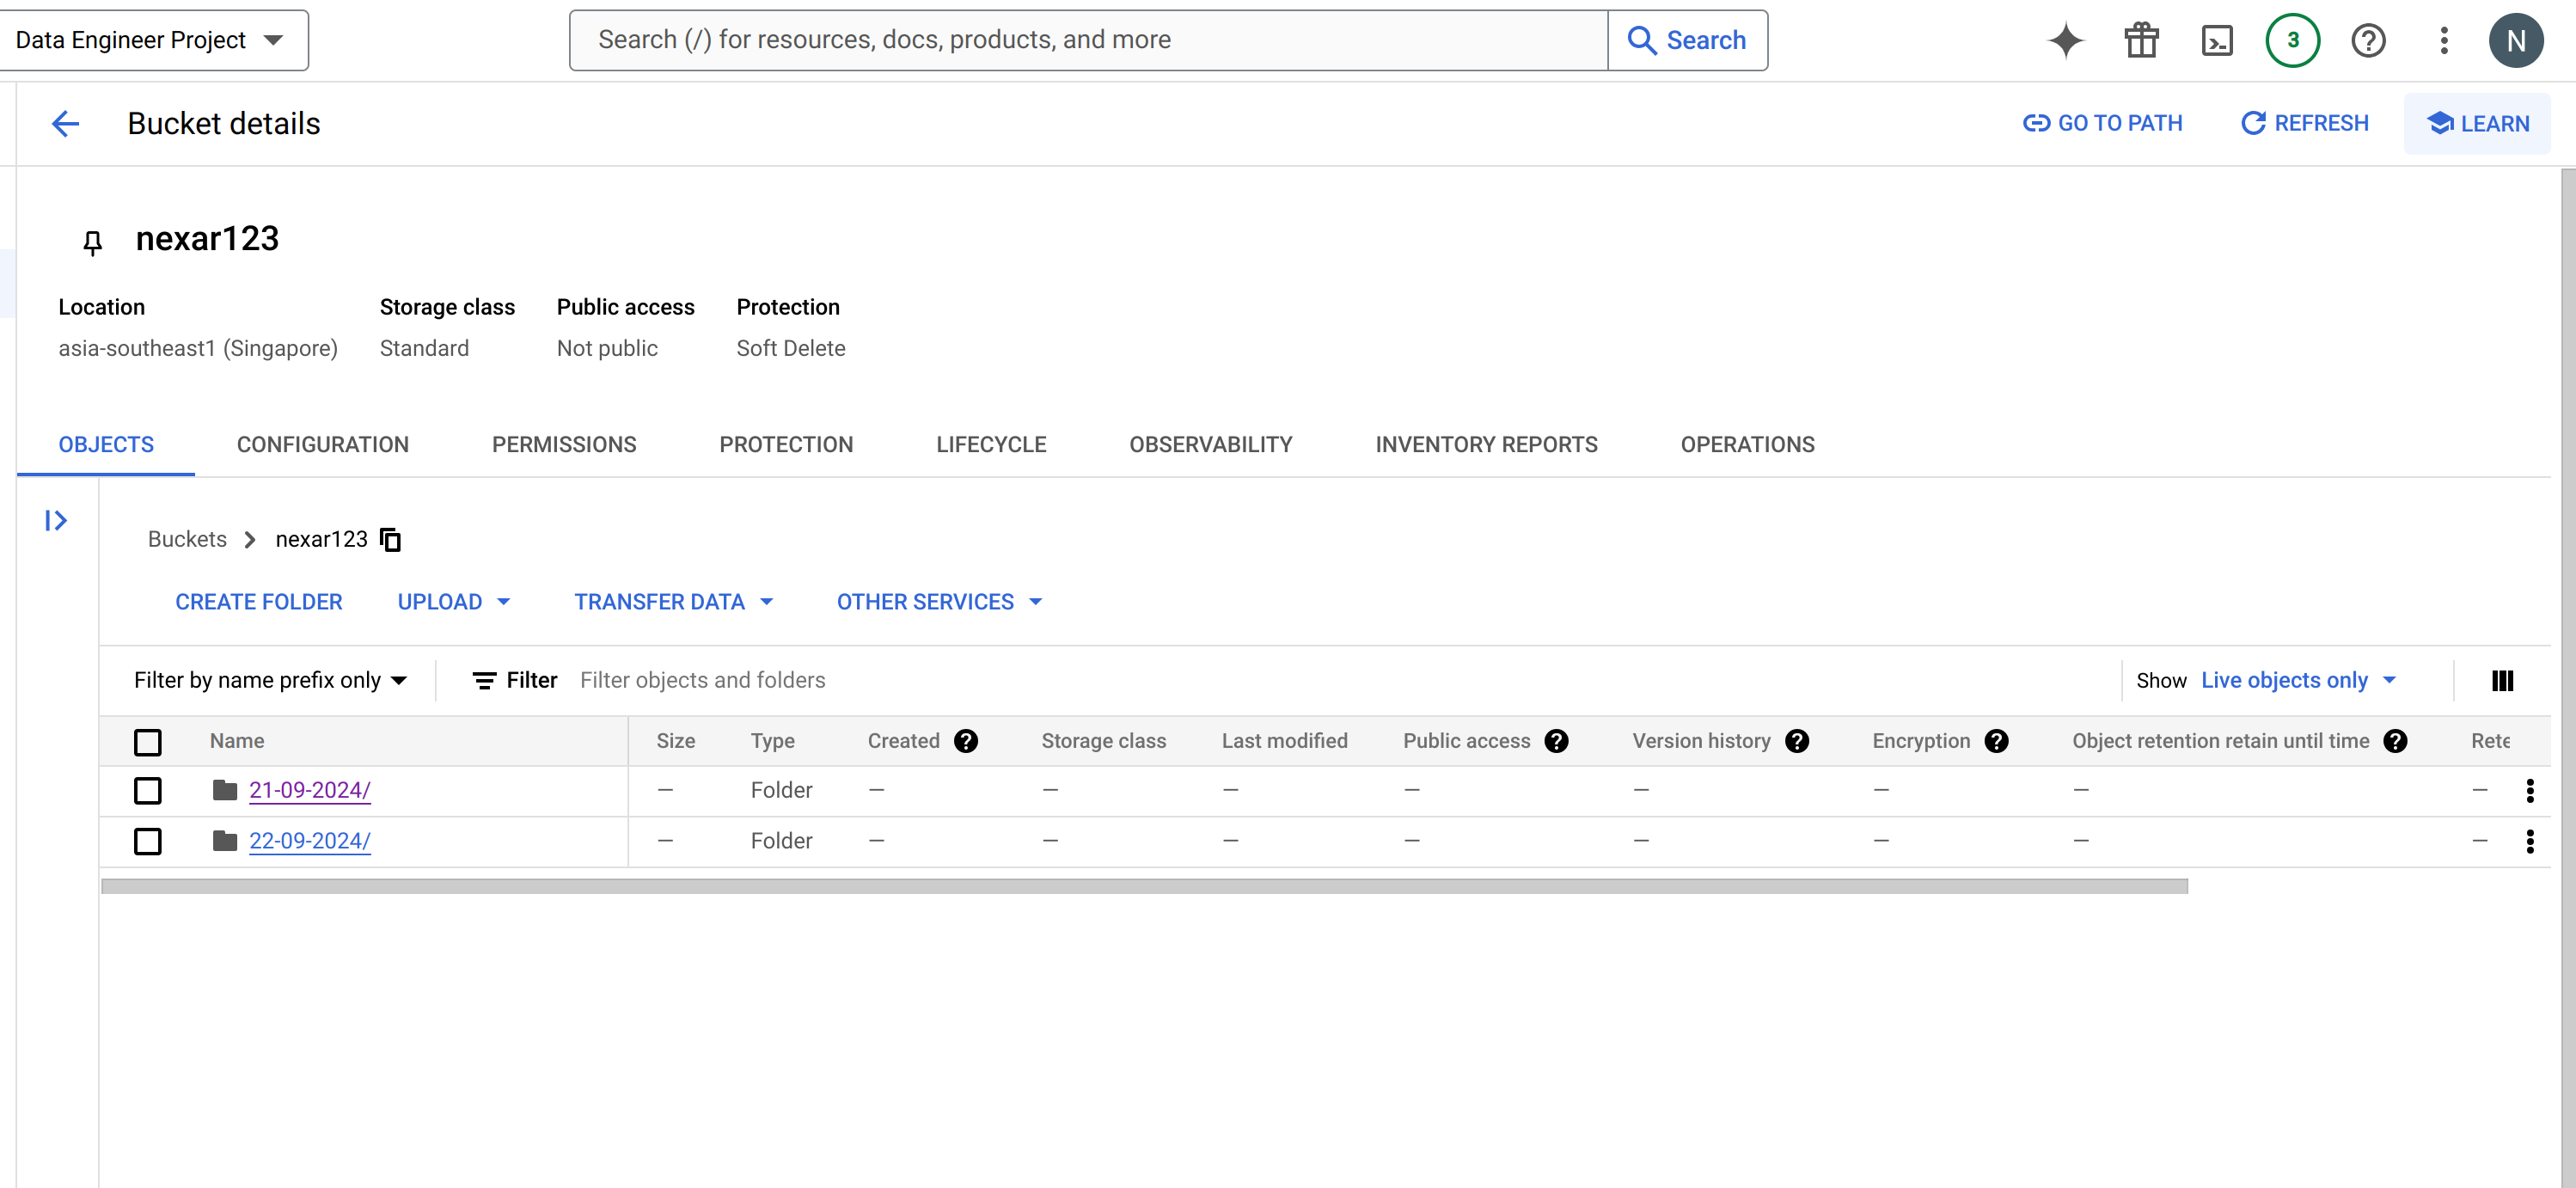 Data Engineer Project
Search (/) for resources, docs, products, and more
Search
3
N
Bucket details
GO TO PATH
REFRESH
LEARN
nexar123
Location Storage class Public access Protection
asia-southeast1 (Singapore) Standard Not public Soft Delete
OBJECTS CONFIGURATION PERMISSIONS PROTECTION LIFECYCLE OBSERVABILITY INVENTORY REPORTS OPERATIONS
Buckets nexar123
CREATE FOLDER UPLOAD TRANSFER DATA OTHER SERVICES
Filter by name prefix only Filter Filter objects and folders Show Live objects only
Name Size Type Created Storage class Last modified Public access Version history Encryption Object retention retain until time Rete
21-09-2024/ — Folder — — — — — — — —
22-09-2024/ — Folder — — — — — — — —